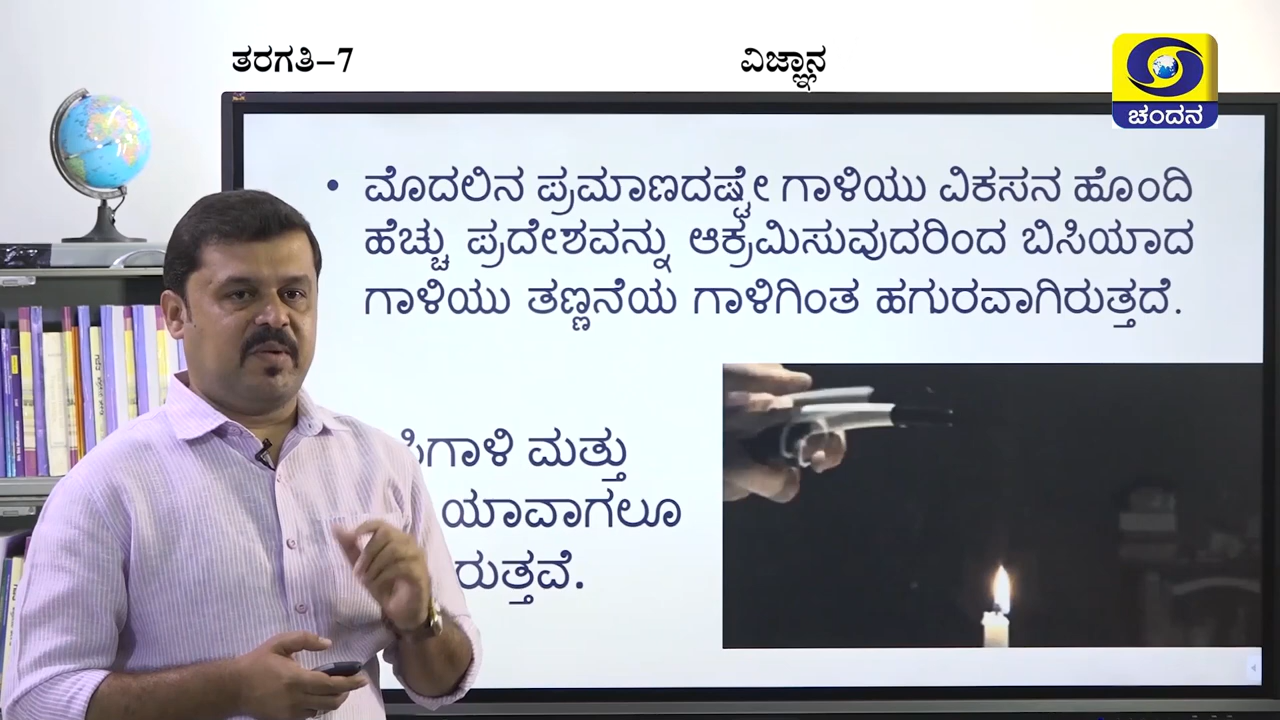 ತರಗತಿ–7
ವಿಜ್ಞಾನ
ಚಂದನ
• ಮೊದಲಿನ ಪ್ರಮಾಣದಷ್ಟೇ ಗಾಳಿಯು ವಿಕಸನ ಹೊಂದಿ
ಹೆಚ್ಚು ಪ್ರದೇಶವನ್ನು ಆಕ್ರಮಿಸುವುದರಿಂದ ಬಿಸಿಯಾದ
ಗಾಳಿಯು ತಣ್ಣನೆಯ ಗಾಳಿಗಿಂತ ಹಗುರವಾಗಿರುತ್ತದೆ.
ಮತ್ತು
ಯಾವಾಗಲೂ